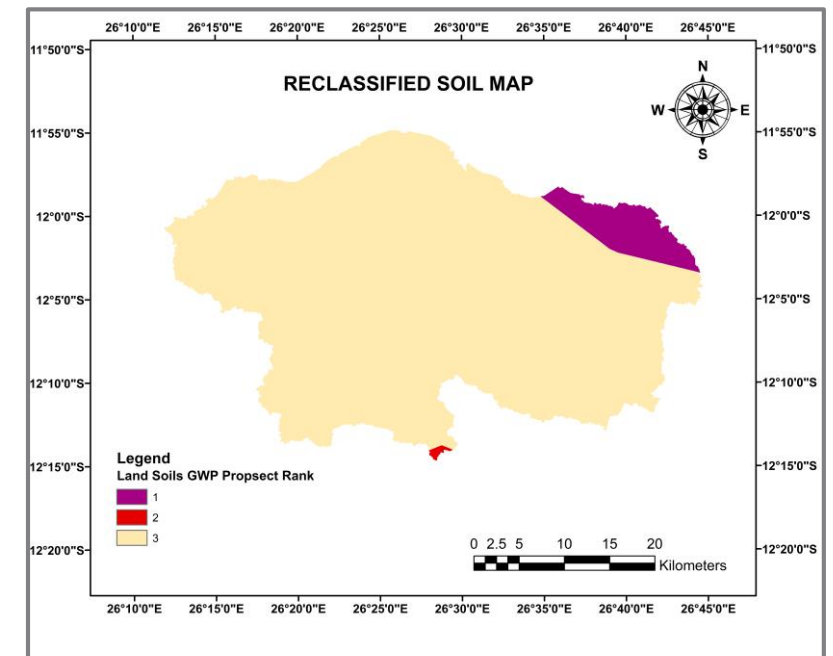 26°10'0"E 26°15'0"E 26°20'0"E 26°25'0"E 26°30'0"E 26°35'0"E 26°40'0"E 26°45'0"E
11°50'0"S 11°50'0"S
RECLASSIFIED SOIL MAP
N
W E
S
11°55'0"S 11°55'0"S
12°0'0"S 12°0'0"S
12°5'0"S 12°5'0"S
12°10'0"S 12°10'0"S
12°15'0"S 12°15'0"S
Legend
Land Soils GWP Propsect Rank
1
2
3
0 2.5 5 10 15 20
Kilometers
12°20'0"S 12°20'0"S
26°10'0"E 26°15'0"E 26°20'0"E 26°25'0"E 26°30'0"E 26°35'0"E 26°40'0"E 26°45'0"E